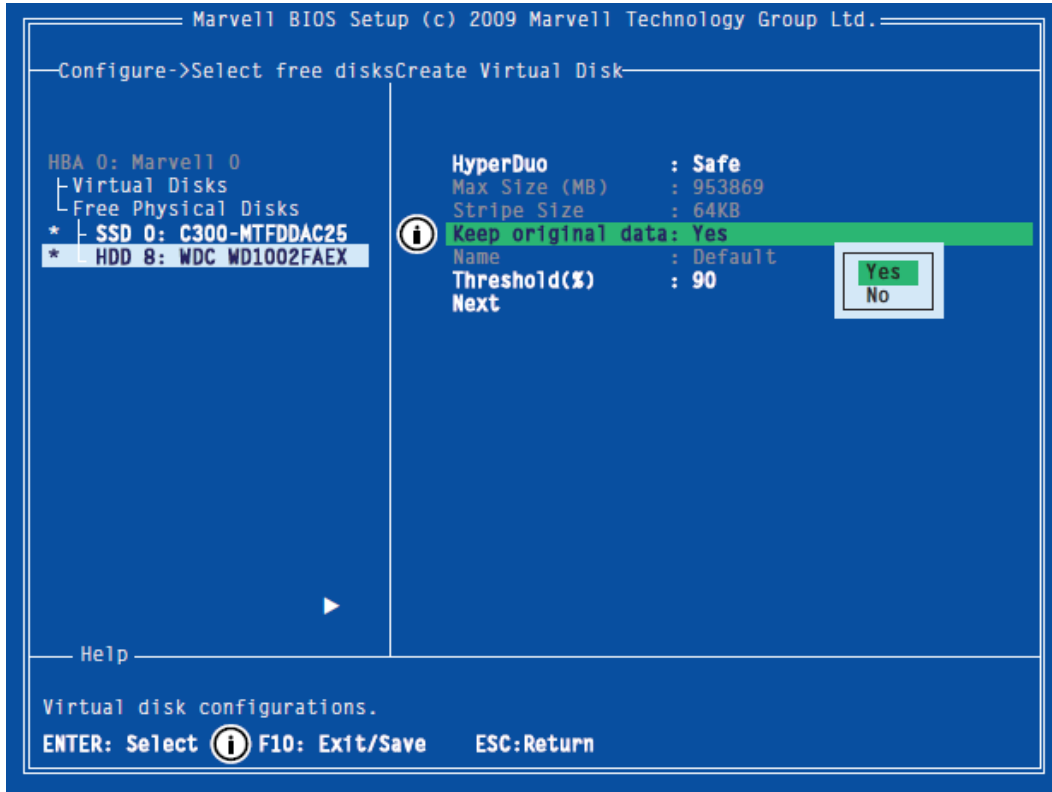 Marvell BIOS Setup (c) 2009 Marvell Technology Group Ltd.
Configure->Select free disksCreate Virtual Disk
HBA 0: Marvell 0
Virtual Disks
Free Physical Disks
* SSD 0: C300-MTFDDAC25
* HDD 8: WDC WD1002FAEX
HyperDuo : Safe
Max Size (MB) : 953869
Stripe Size : 64KB
i Keep original data: Yes
Name : Default
Threshold(%) : 90
Next
Yes
No
Help
Virtual disk configurations.
ENTER: Select i F10: Exit/Save ESC:Return